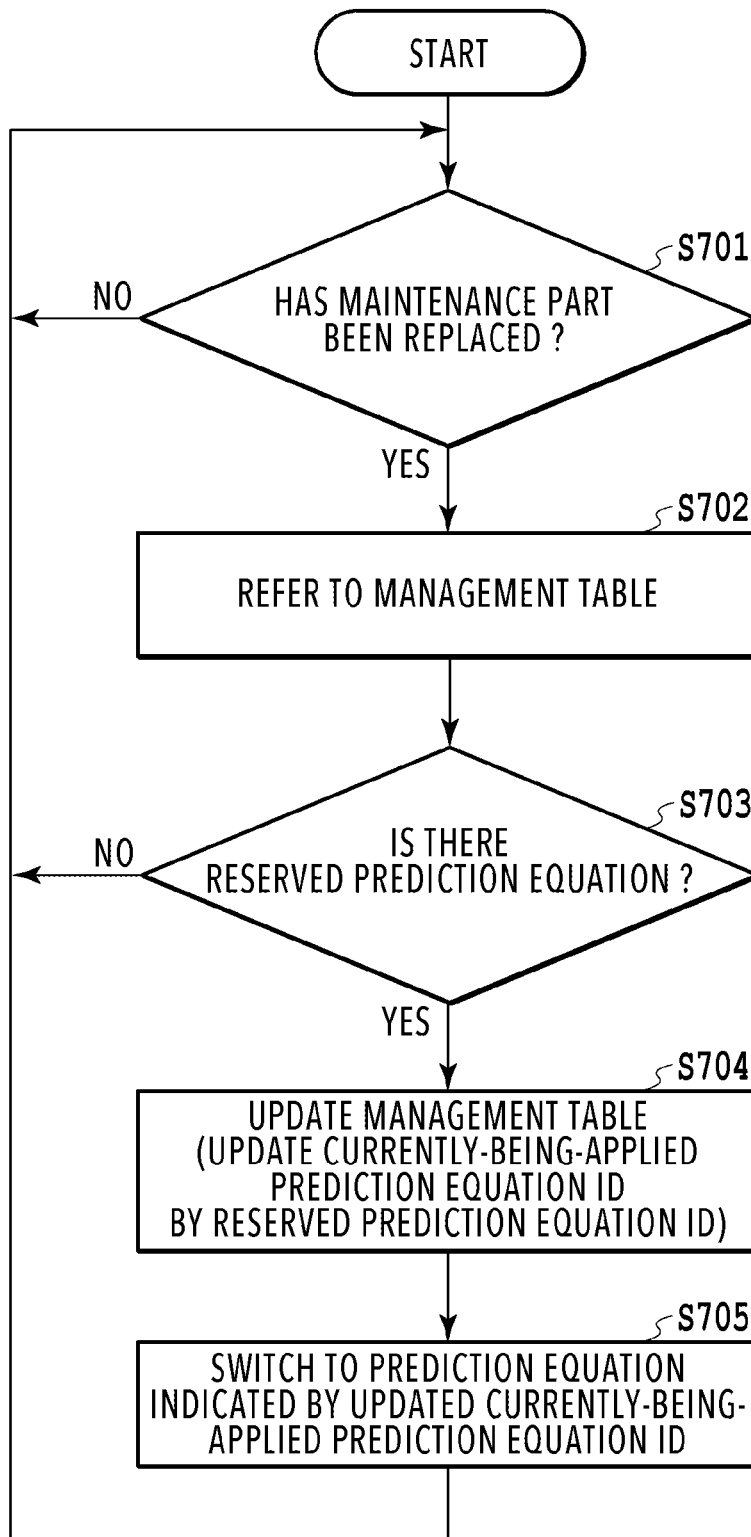 START
S701
NO
HAS MAINTENANCE PART
BEEN REPLACED ?
YES
S702
REFER TO MANAGEMENT TABLE
S703
NO
IS THERE
RESERVED PREDICTION EQUATION ?
YES
S704
UPDATE MANAGEMENT TABLE
(UPDATE CURRENTLY-BEING-APPLIED
PREDICTION EQUATION ID
BY RESERVED PREDICTION EQUATION ID)
S705
SWITCH TO PREDICTION EQUATION
INDICATED BY UPDATED CURRENTLY-BEING-
APPLIED PREDICTION EQUATION ID